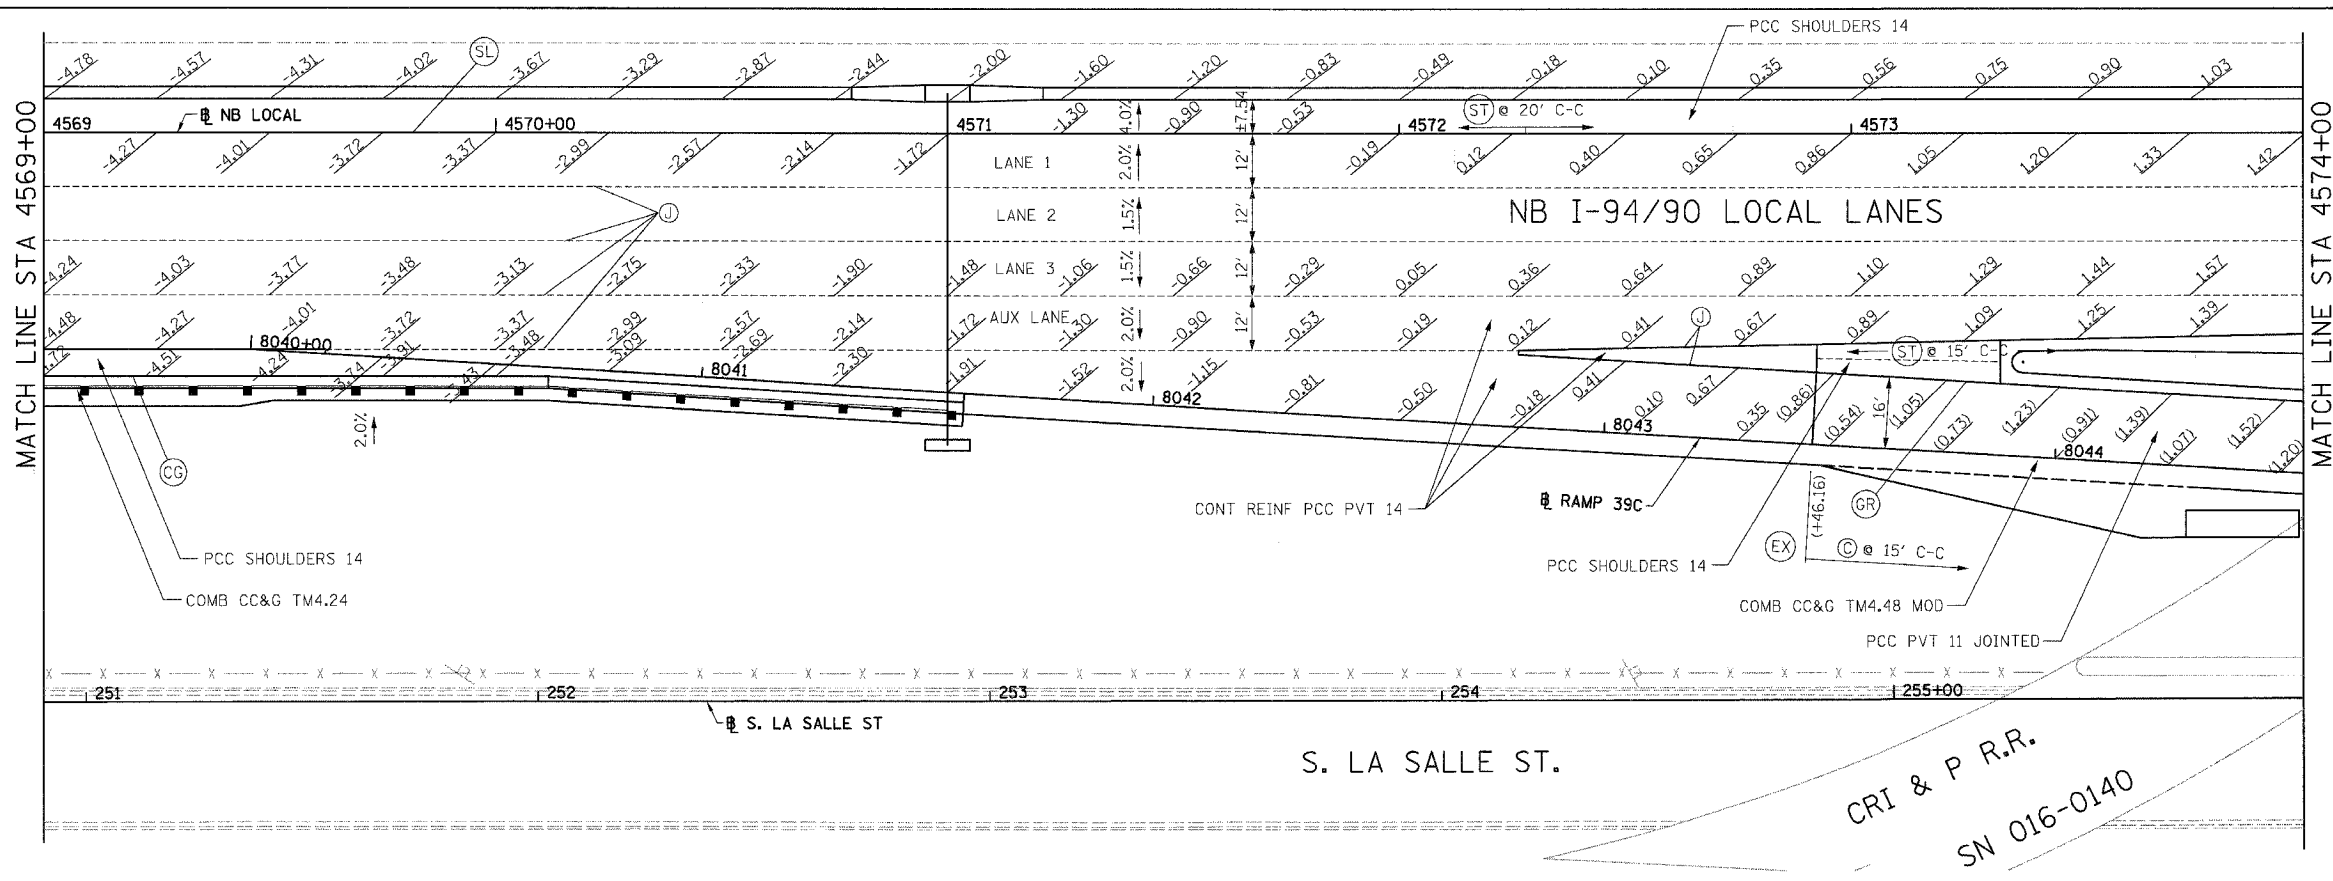 PCC SHOULDERS 14
-4.78 -4.57 -4.31 -4.02 -3.67 -3.29 -2.87 -2.44 -2.00 -1.60 -1.20 -0.83 -0.49 -0.18 0.10 0.35 0.56 0.75 0.90 1.03
SL
℄ NB LOCAL
4569 4570+00 4571 4572 4573
-1.30 -0.90 -0.53
4.0% ±7.54
ST @ 20' C-C
-4.27 -4.01 -3.72 -3.37 -2.99 -2.57 -2.14 -1.72 -0.19 0.12 0.40 0.65 0.86 1.05 1.20 1.33 1.42
LANE 1 2.0% 12'
LANE 2 1.5% 12'
J
NB I-94/90 LOCAL LANES
-4.24 -4.03 -3.77 -3.48 -3.13 -2.75 -2.33 -1.90 -1.48 -1.06 -0.66 -0.29 0.05 0.36 0.64 0.89 1.10 1.29 1.44 1.57
LANE 3 1.5% 12'
-4.48 -4.27 -4.01 -3.72 -3.37 -2.99 -2.57 -2.14 -1.72 -1.30 -0.90 -0.53 -0.19 0.12 0.41 0.67 0.89 1.09 1.25 1.39
AUX LANE 2.0% 12'
J
8040+00 8041 8042 8043 8044
ST @ 15' C-C
.72 -4.51 -4.24 -3.91 -3.48 -3.09 -2.69 -2.30 -1.91 -1.52 -1.15 -0.81 -0.50 -0.18 0.10 0.35
-3.74 -3.43
2.0%
0.41 0.67 (0.86) (1.05) (1.23) (1.39) (1.52)
(0.54) (0.73) (0.91) (1.07) (1.20)
16'
2.0%
CG
CONT REINF PCC PVT 14
℄ RAMP 39C
(+46.16)
GR
EX
C @ 15' C-C
PCC SHOULDERS 14
PCC SHOULDERS 14
COMB CC&G TM4.24
COMB CC&G TM4.48 MOD
PCC PVT 11 JOINTED
251 252 253 254 255+00
℄ S. LA SALLE ST
S. LA SALLE ST.
CRI & P R.R.
SN 016-0140
MATCH LINE STA 4569+00
MATCH LINE STA 4574+00